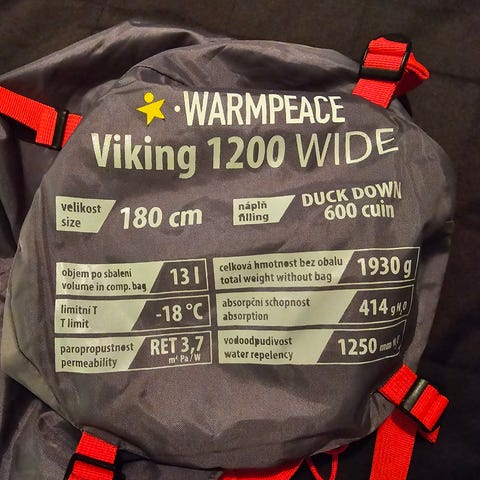 ·WARMPEACE
Viking 1200 WIDE
velikost
size
180 cm
náplň
filling
DUCK DOWN
600 cuin
objem po sbalení
volume in comp. bag
13 l
celková hmotnost bez obalu
total weight without bag
1930 g
limitní T
T limit
-18 °C
absorpční schopnost
absorption
414 g H₂O
paropropustnost
permeability
RET 3,7
m² Pa/W
vodoodpudivost
water repelency
1250 mm H₂O